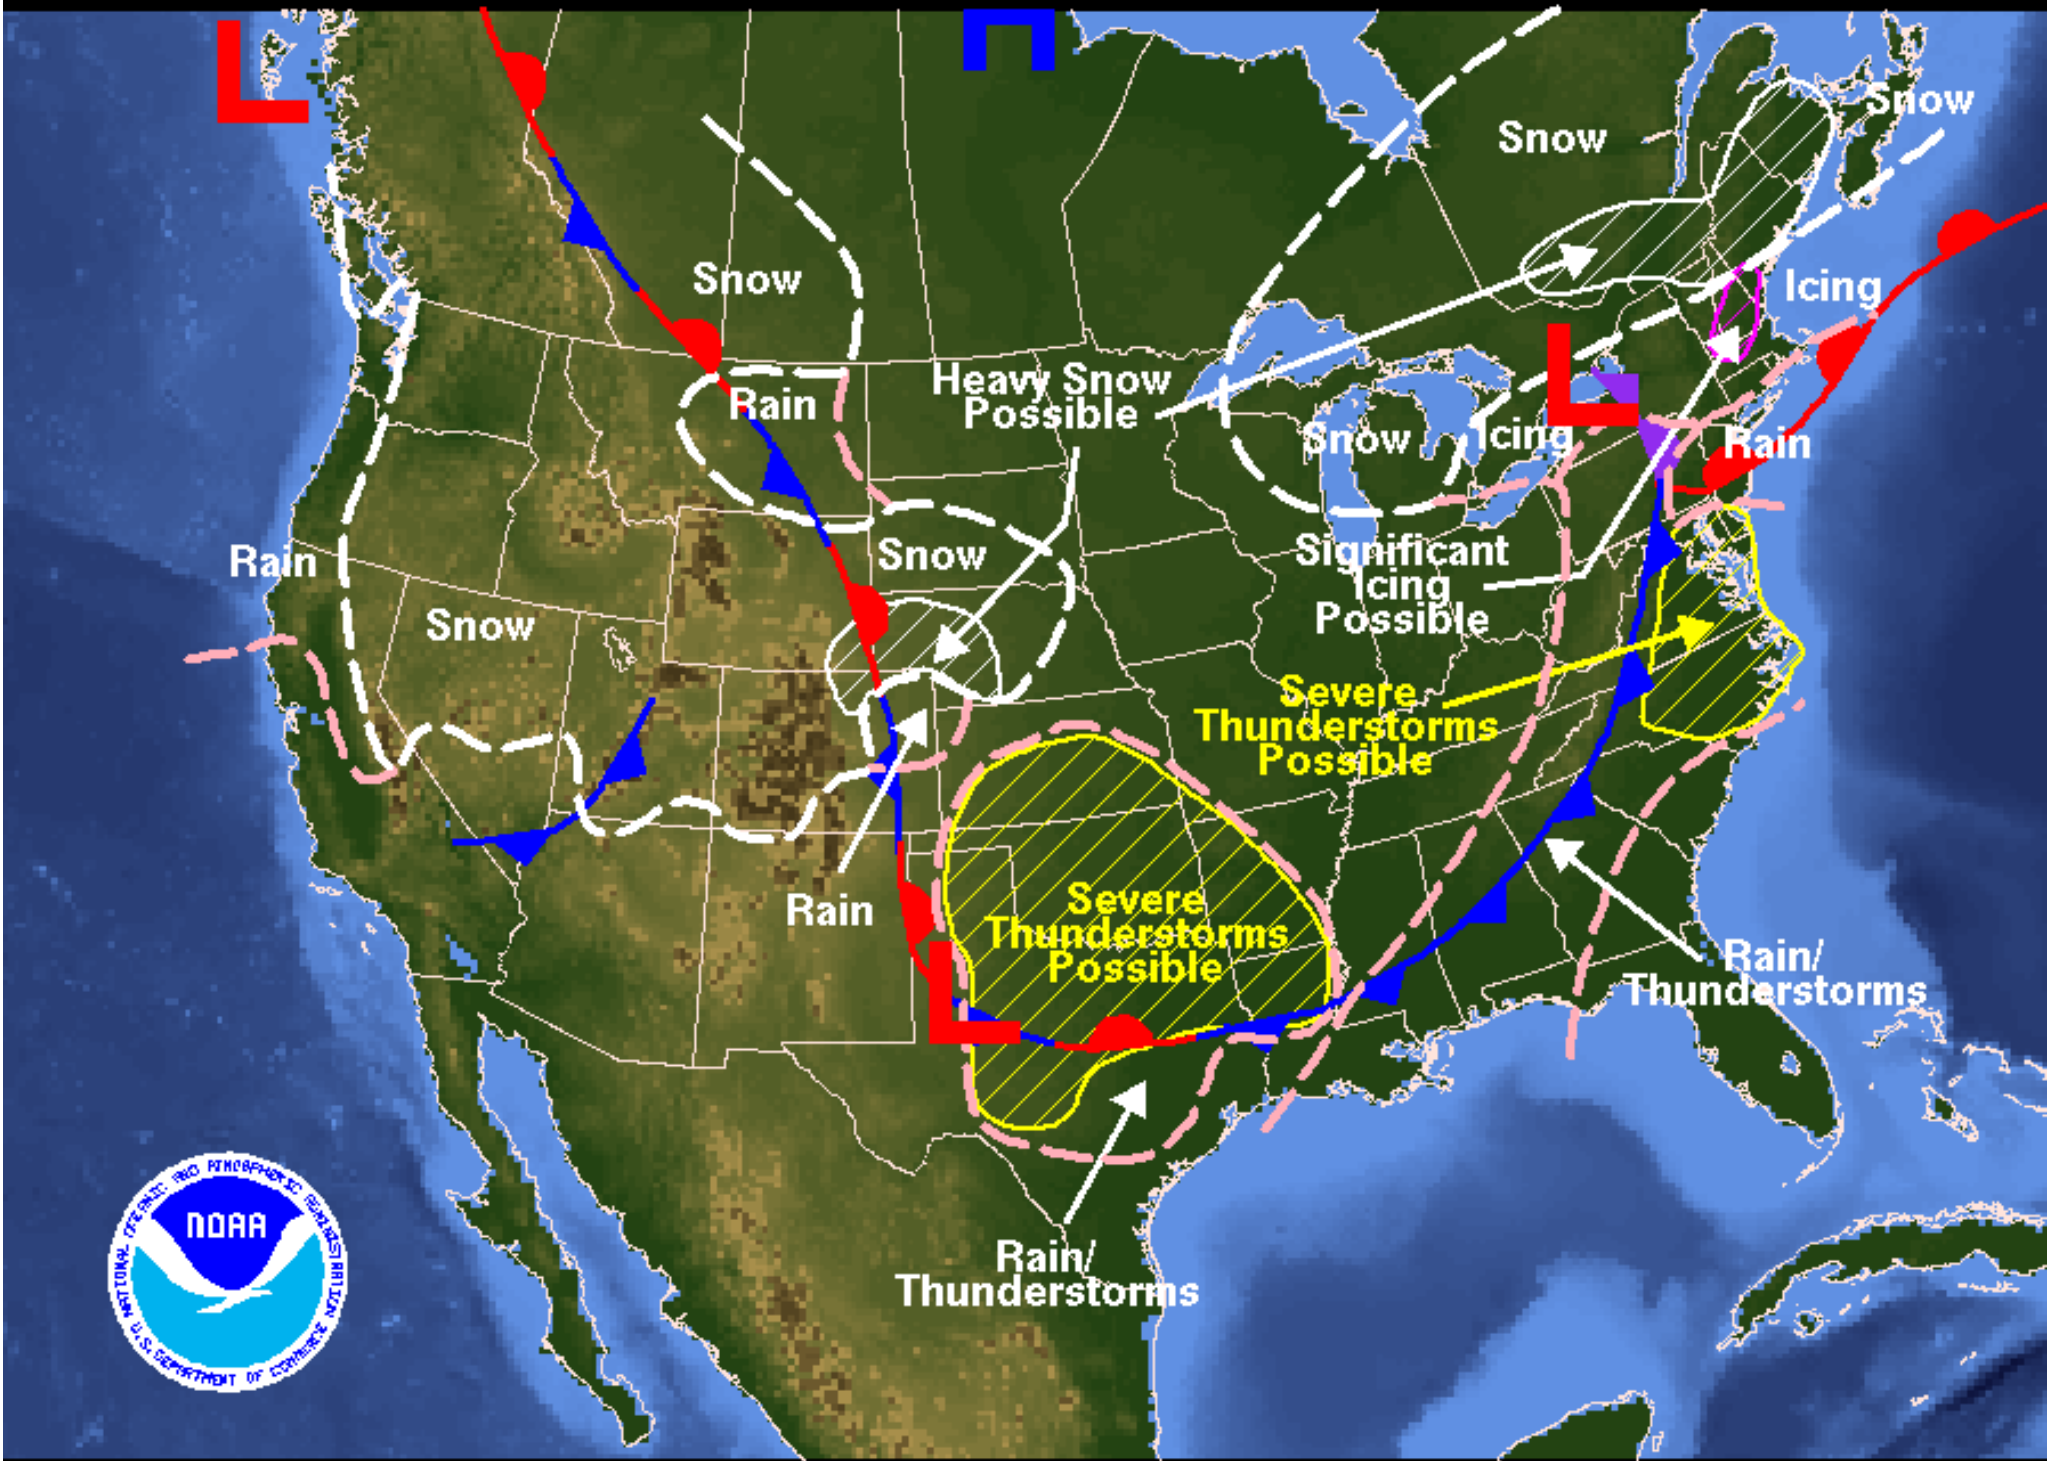 L
L
Snow
Snow
Snow
Icing
Heavy Snow
Possible
Rain
L
Snow
Icing
Rain
Snow
Significant
Icing
Possible
Rain
Snow
Severe
Thunderstorms
Possible
Rain
Severe
Thunderstorms
Possible
L
Rain/
Thunderstorms
Rain/
Thunderstorms
NOAA
NATIONAL OCEANIC AND ATMOSPHERIC ADMINISTRATION
U.S. DEPARTMENT OF COMMERCE